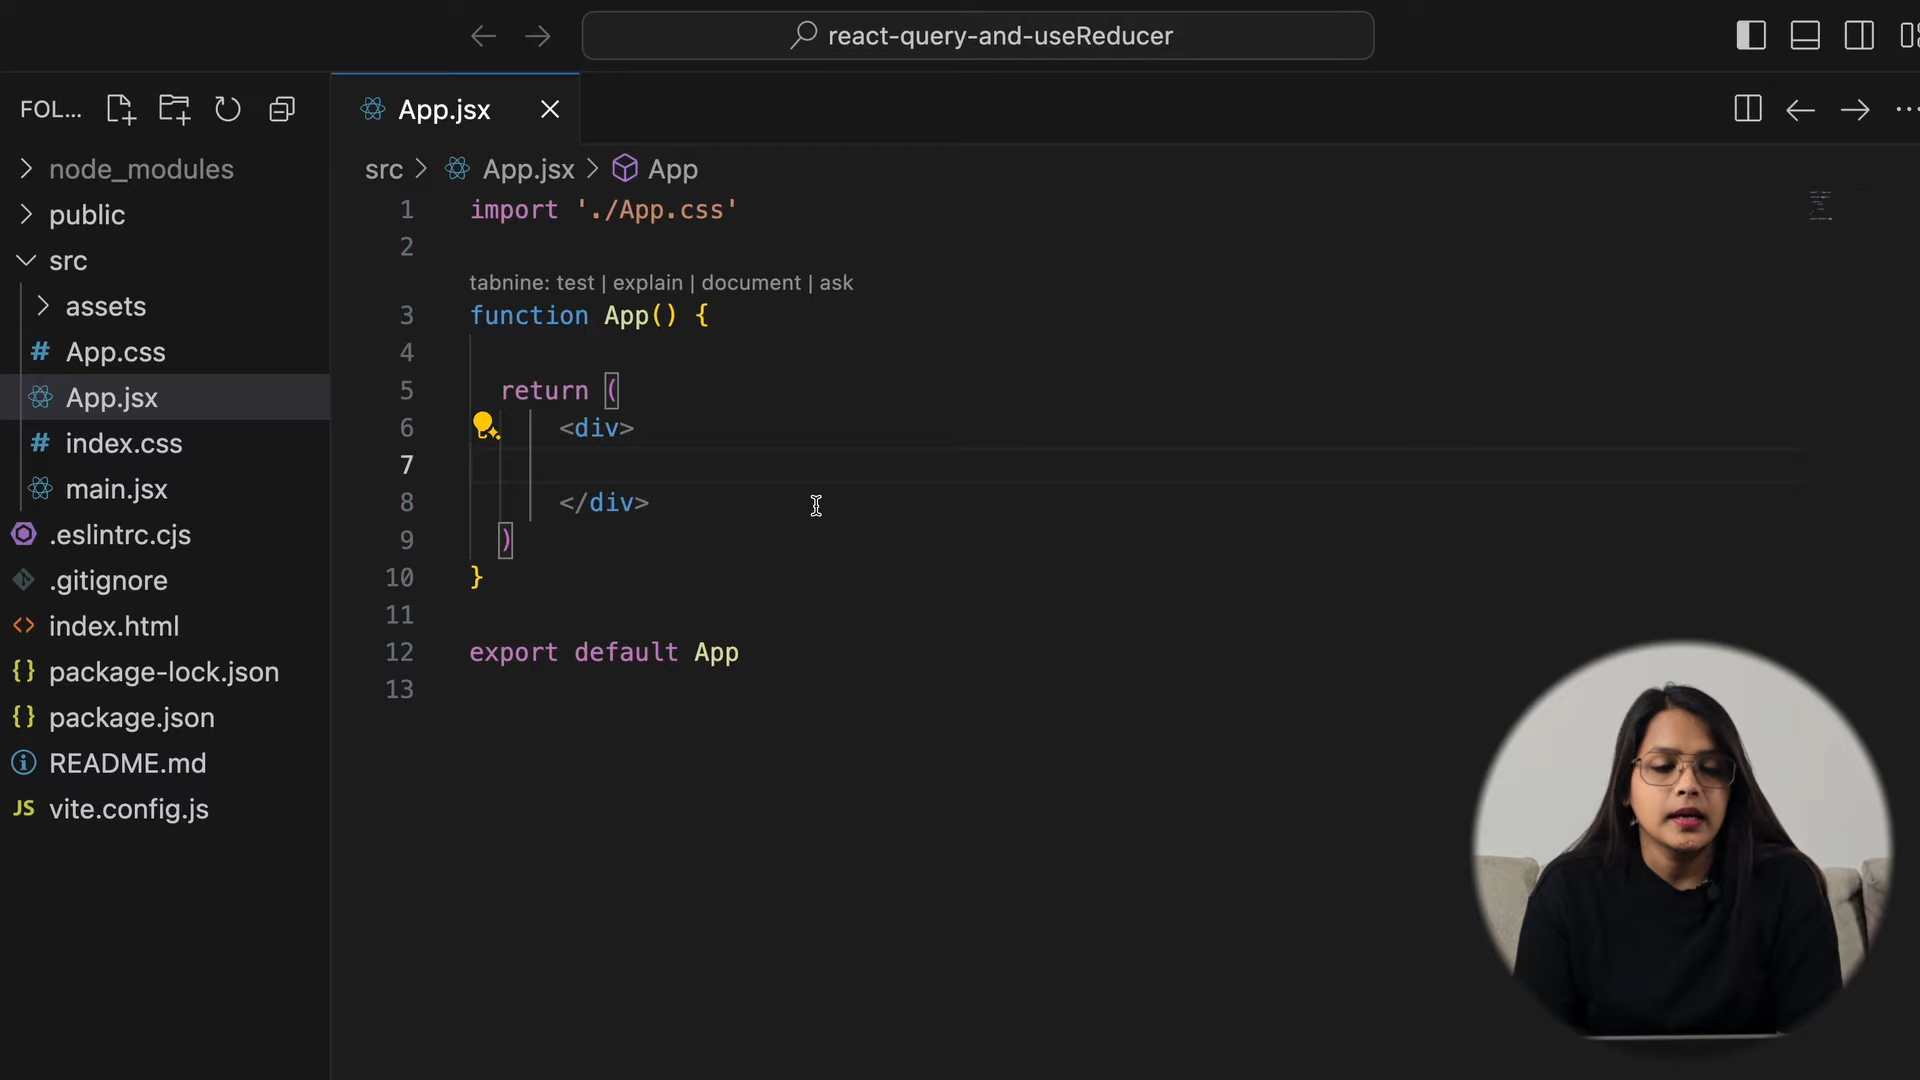 react-query-and-useReducer
FOL...
App.jsx
node_modules
public
src
assets
App.css
App.jsx
index.css
main.jsx
.eslintrc.cjs
.gitignore
index.html
package-lock.json
package.json
README.md
JS vite.config.js
src > App.jsx > App
1 import './App.css'
2
tabnine: test | explain | document | ask
3 function App() {
4
5 return (
6 <div>
7
8 </div>
9 )
10 }
11
12 export default App
13